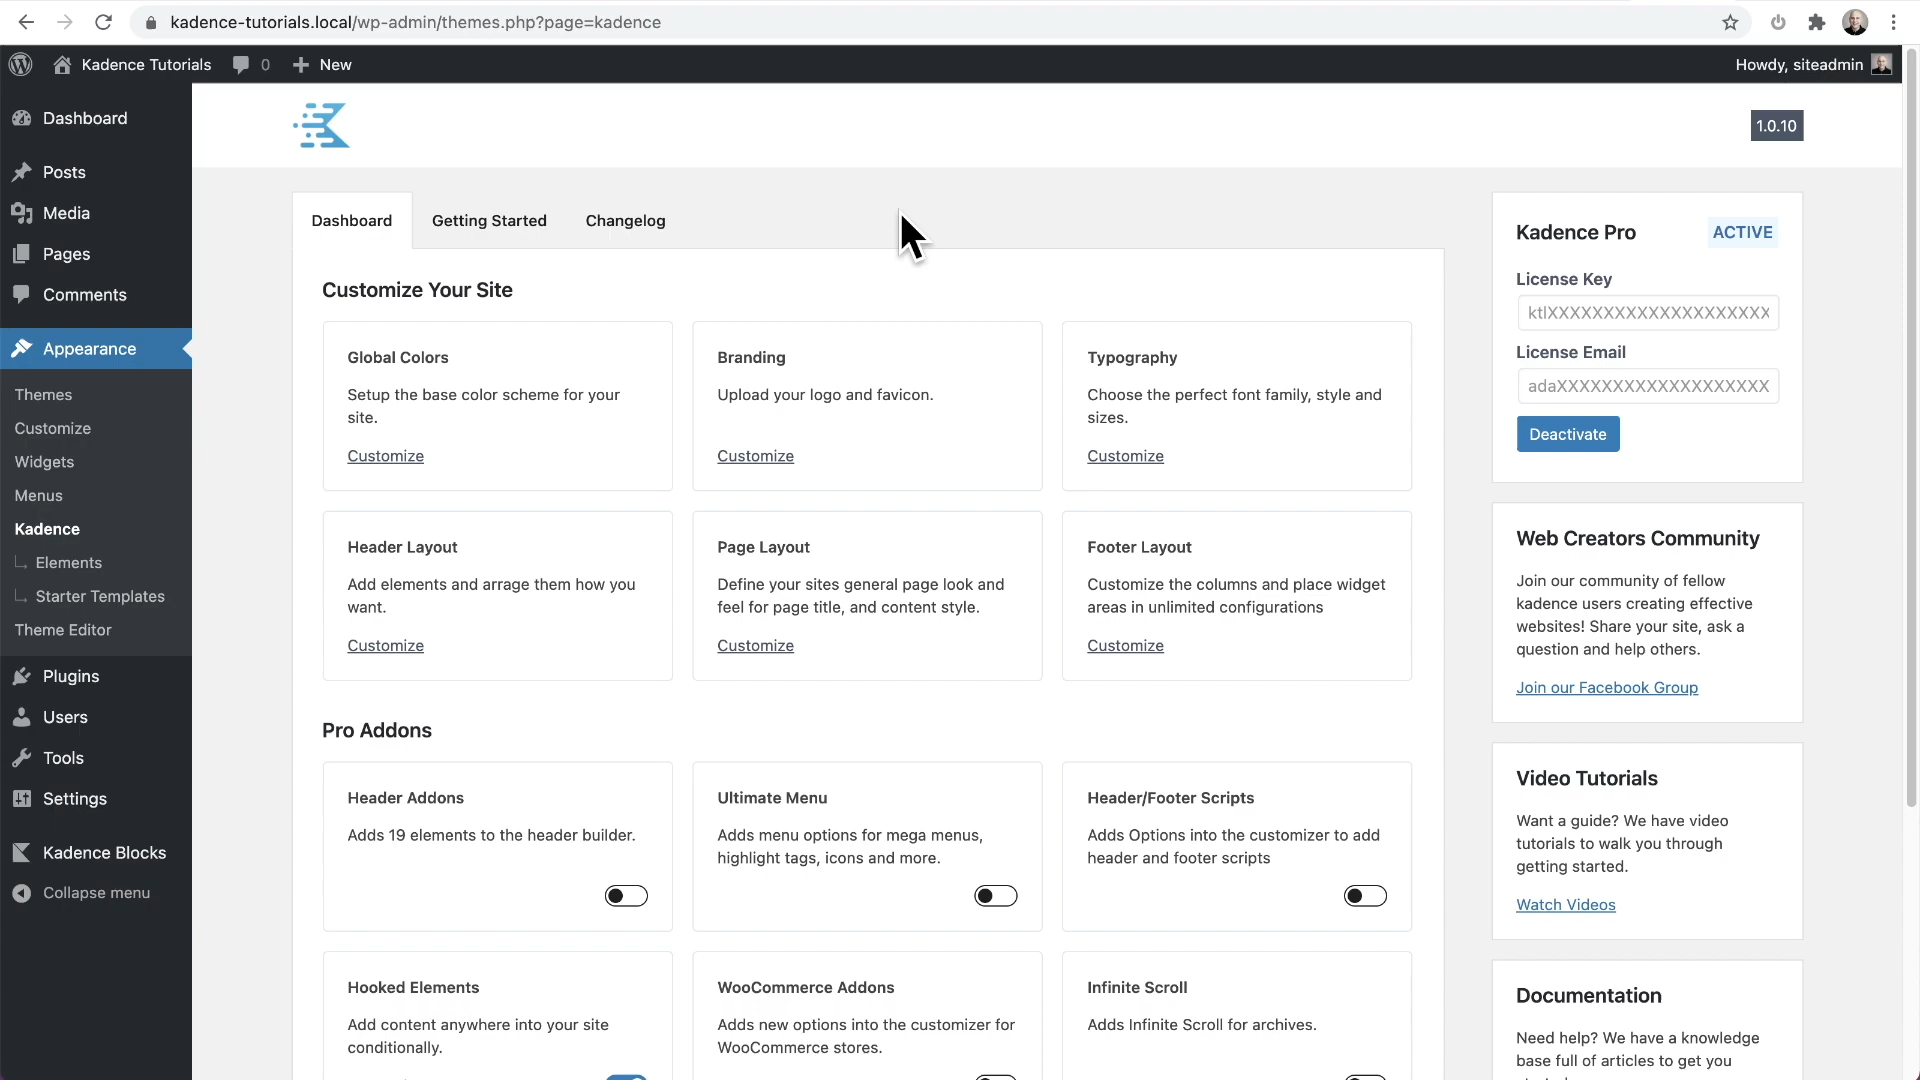 kadence-tutorials.local/wp-admin/themes.php?page=kadence
Kadence Tutorials
0
New
Howdy, siteadmin
Dashboard
Posts
Media
Pages
Comments
Appearance
Themes
Customize
Widgets
Menus
Kadence
Elements
Starter Templates
Theme Editor
Plugins
Users
Tools
Settings
Kadence Blocks
Collapse menu
1.0.10
Dashboard
Getting Started
Changelog
Customize Your Site
Global Colors
Setup the base color scheme for your
site.
Customize
Branding
Upload your logo and favicon.
Customize
Typography
Choose the perfect font family, style and
sizes.
Customize
Header Layout
Add elements and arrage them how you
want.
Customize
Page Layout
Define your sites general page look and
feel for page title, and content style.
Customize
Footer Layout
Customize the columns and place widget
areas in unlimited configurations
Customize
Pro Addons
Header Addons
Adds 19 elements to the header builder.
Ultimate Menu
Adds menu options for mega menus,
highlight tags, icons and more.
Header/Footer Scripts
Adds Options into the customizer to add
header and footer scripts
Hooked Elements
Add content anywhere into your site
conditionally.
WooCommerce Addons
Adds new options into the customizer for
WooCommerce stores.
Infinite Scroll
Adds Infinite Scroll for archives.
Kadence Pro
ACTIVE
License Key
ktlXXXXXXXXXXXXXXXXXXXX
License Email
adaXXXXXXXXXXXXXXXXXXX
Deactivate
Web Creators Community
Join our community of fellow
kadence users creating effective
websites! Share your site, ask a
question and help others.
Join our Facebook Group
Video Tutorials
Want a guide? We have video
tutorials to walk you through
getting started.
Watch Videos
Documentation
Need help? We have a knowledge
base full of articles to get you